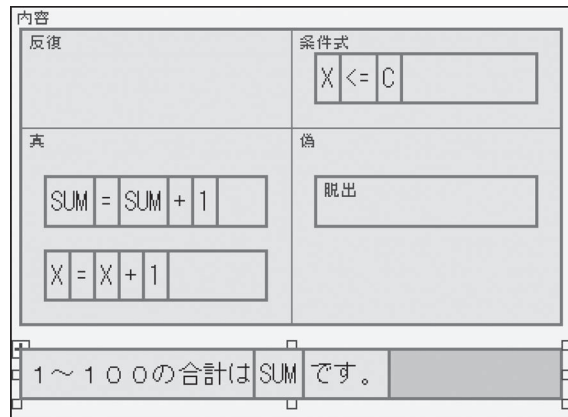 内容
反復
条件式
X <= C
真
偽
SUM = SUM + 1
脱出
X = X + 1
1～100の合計は SUM です。